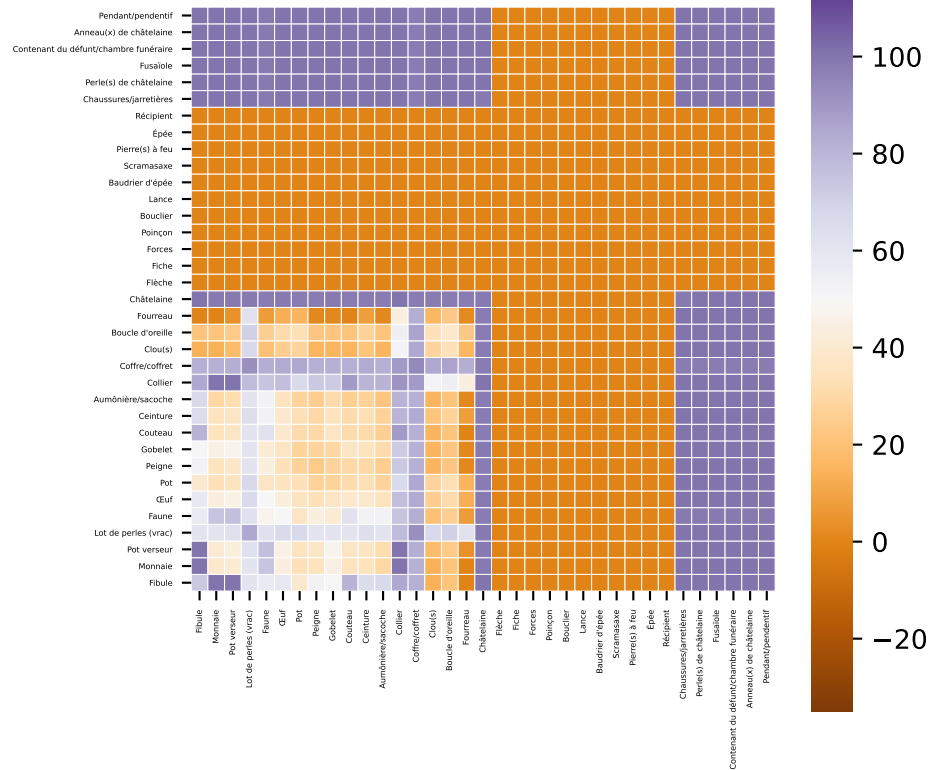 Pendant/pendentif
Anneau(x) de châtelaine
Contenant du défunt/chambre funéraire
Fusaïole
Perle(s) de châtelaine
Chaussures/jarretières
Récipient
Épée
Pierre(s) à feu
Scramasaxe
Baudrier d'épée
Lance
Bouclier
Poinçon
Forces
Fiche
Flèche
Châtelaine
Fourreau
Boucle d'oreille
Clou(s)
Coffre/coffret
Collier
Aumônière/sacoche
Ceinture
Couteau
Gobelet
Peigne
Pot
Œuf
Faune
Lot de perles (vrac)
Pot verseur
Monnaie
Fibule
Fibule
Monnaie
Pot verseur
Lot de perles (vrac)
Faune
Œuf
Pot
Peigne
Gobelet
Couteau
Ceinture
Aumônière/sacoche
Collier
Coffre/coffret
Clou(s)
Boucle d'oreille
Fourreau
Châtelaine
Flèche
Fiche
Forces
Poinçon
Bouclier
Lance
Baudrier d'épée
Scramasaxe
Pierre(s) à feu
Épée
Récipient
Chaussures/jarretières
Perle(s) de châtelaine
Fusaïole
Contenant du défunt/chambre funéraire
Anneau(x) de châtelaine
Pendant/pendentif
100
80
60
40
20
0
−20